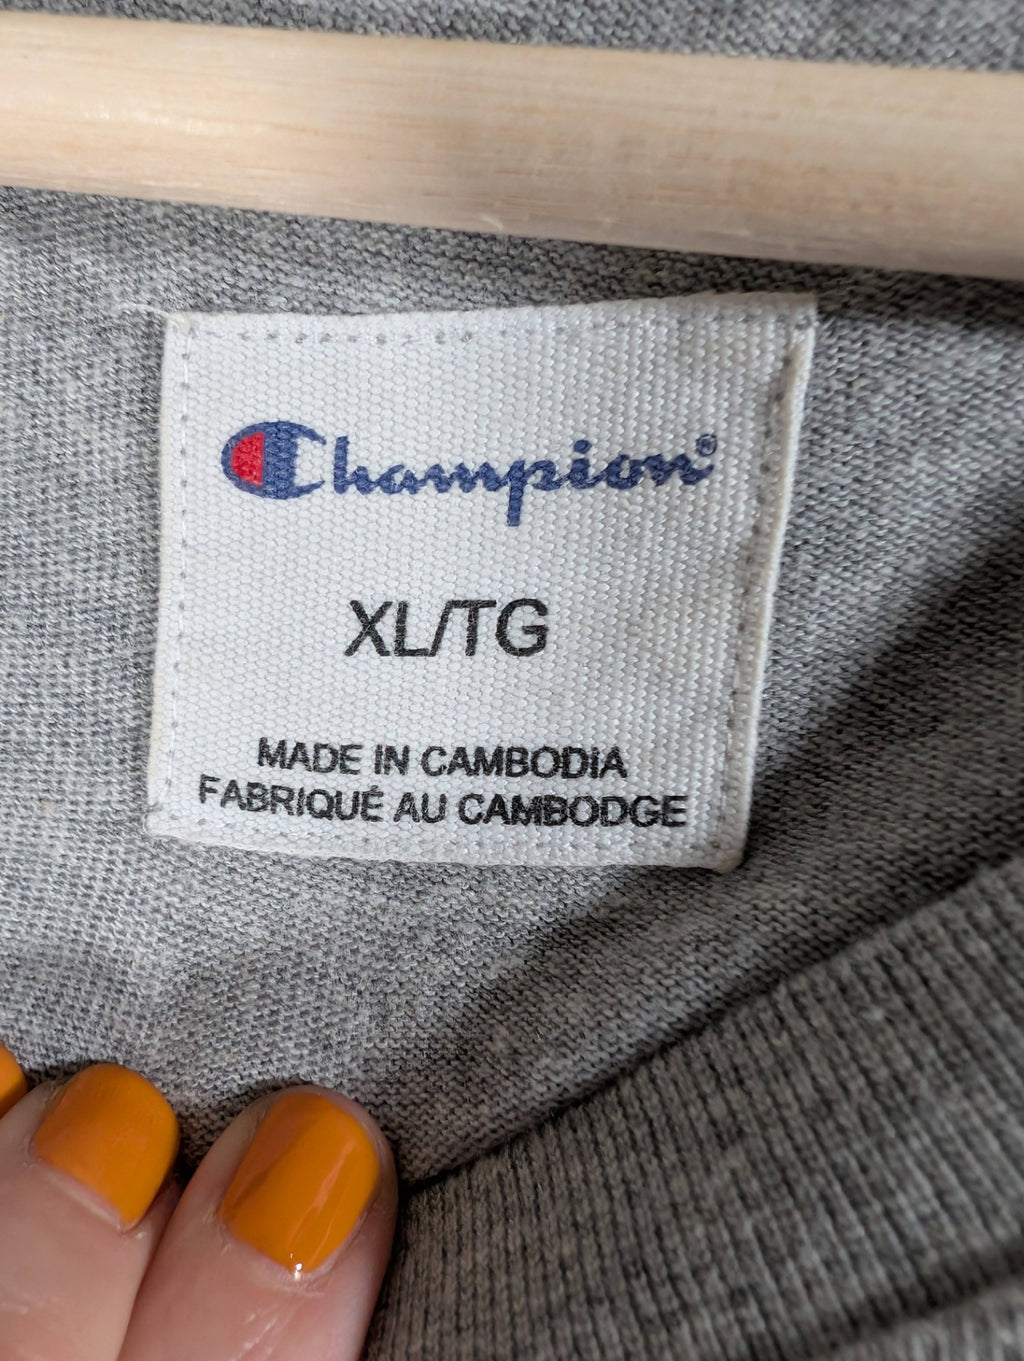 Champion®
XL/TG
MADE IN CAMBODIA
FABRIQUÉ AU CAMBODGE